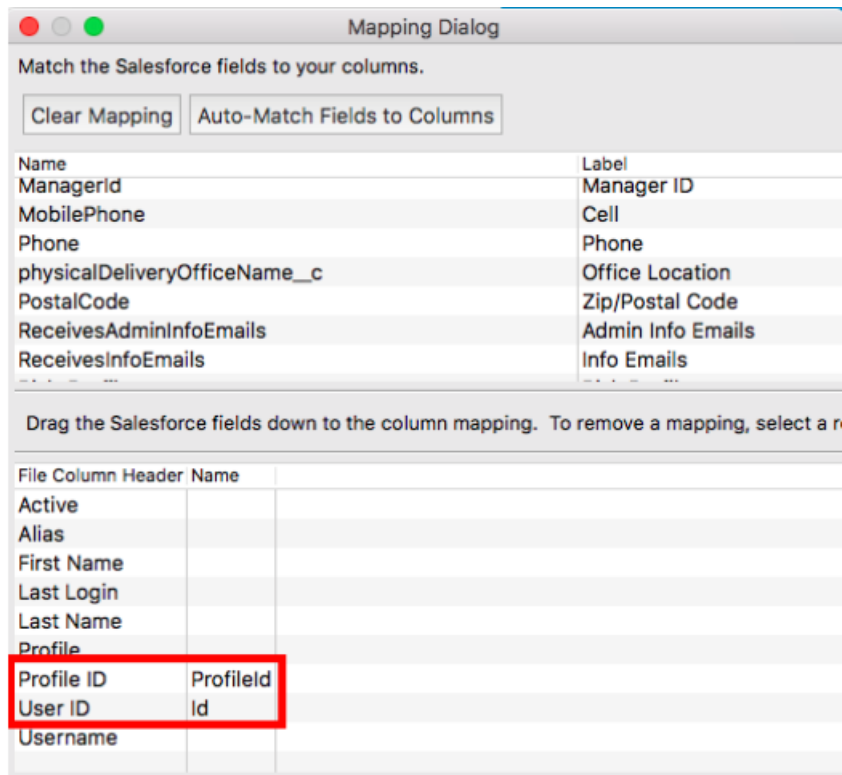 Mapping Dialog
Match the Salesforce fields to your columns.
Clear Mapping Auto-Match Fields to Columns
Name Label
ManagerId Manager ID
MobilePhone Cell
Phone Phone
physicalDeliveryOfficeName__c Office Location
PostalCode Zip/Postal Code
ReceivesAdminInfoEmails Admin Info Emails
ReceivesInfoEmails Info Emails
Drag the Salesforce fields down to the column mapping. To remove a mapping, select a
File Column Header Name
Active
Alias
First Name
Last Login
Last Name
Profile
Profile ID ProfileId
User ID Id
Username